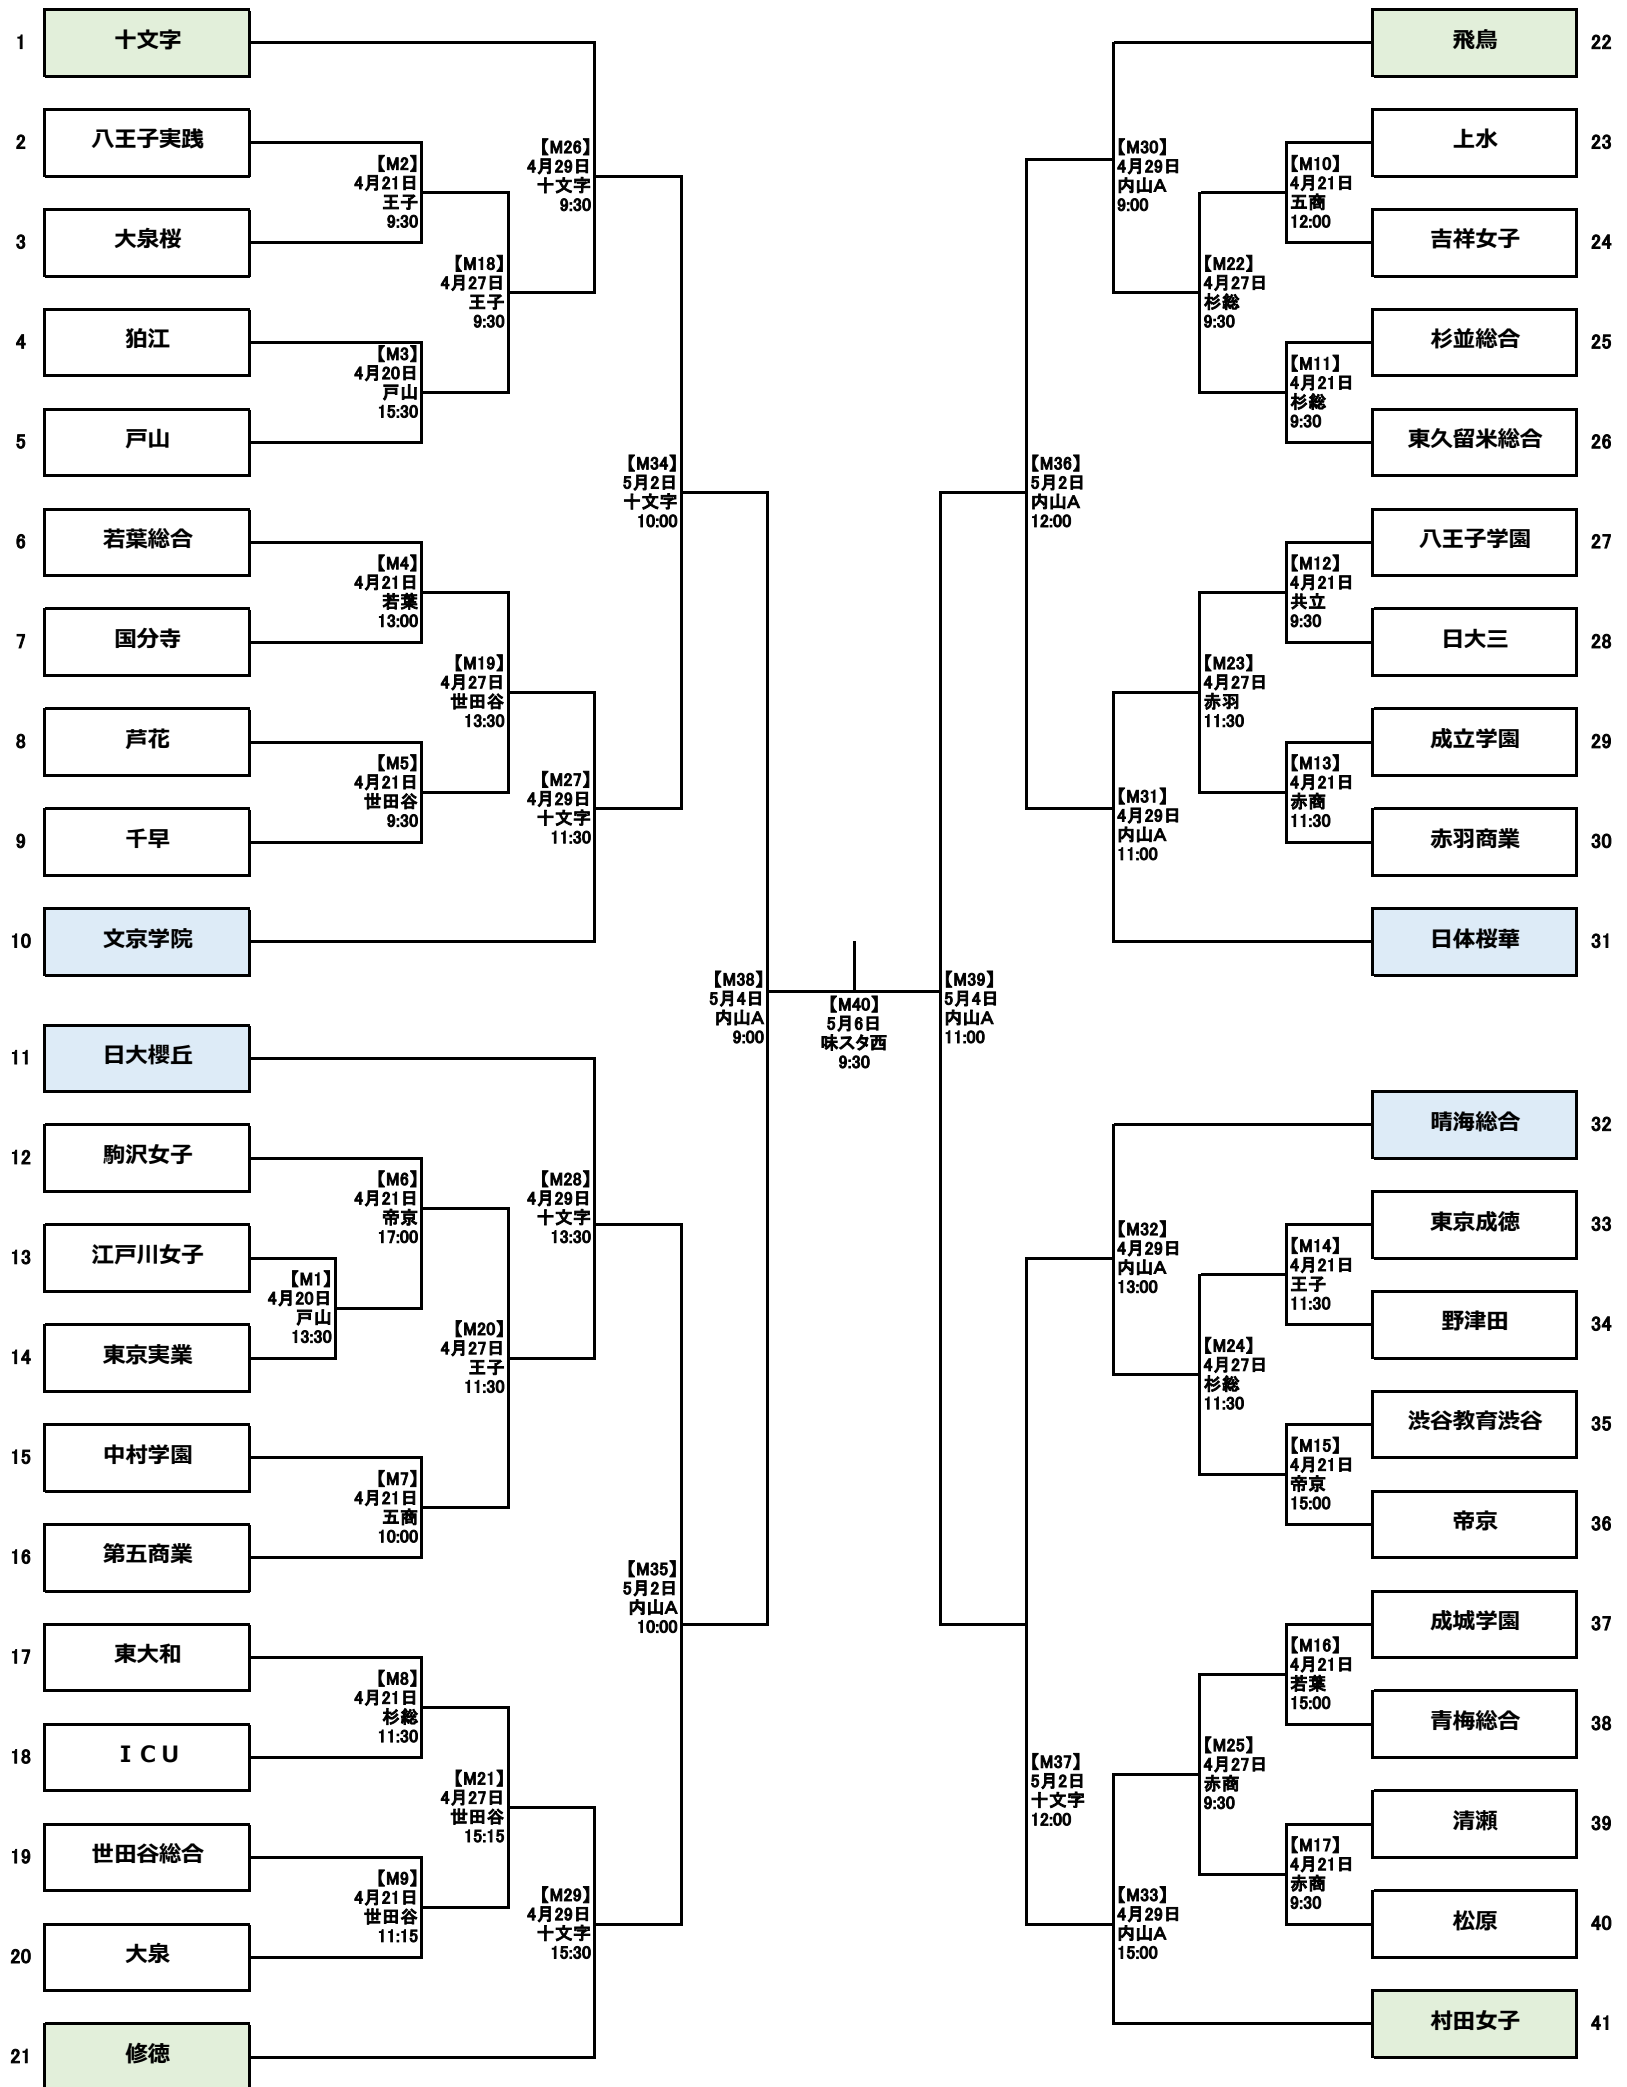 1
十文字
2
八王子実践
3
大泉桜
4
狛江
5
戸山
6
若葉総合
7
国分寺
8
芦花
9
千早
10
文京学院
11
日大櫻丘
12
駒沢女子
13
江戸川女子
14
東京実業
15
中村学園
16
第五商業
17
東大和
18
ＩＣＵ
19
世田谷総合
20
大泉
21
修徳
【M1】
4月20日
戸山
13:30
【M2】
4月21日
王子
9:30
【M3】
4月20日
戸山
15:30
【M4】
4月21日
若葉
13:00
【M5】
4月21日
世田谷
9:30
【M6】
4月21日
帝京
17:00
【M7】
4月21日
五商
10:00
【M8】
4月21日
杉総
11:30
【M9】
4月21日
世田谷
11:15
【M18】
4月27日
王子
9:30
【M19】
4月27日
世田谷
13:30
【M20】
4月27日
王子
11:30
【M21】
4月27日
世田谷
15:15
【M26】
4月29日
十文字
9:30
【M27】
4月29日
十文字
11:30
【M28】
4月29日
十文字
13:30
【M29】
4月29日
十文字
15:30
【M34】
5月2日
十文字
10:00
【M35】
5月2日
内山A
10:00
【M38】
5月4日
内山A
9:00
【M40】
5月6日
味スタ西
9:30
【M39】
5月4日
内山A
11:00
【M36】
5月2日
内山A
12:00
【M37】
5月2日
十文字
12:00
【M30】
4月29日
内山A
9:00
【M31】
4月29日
内山A
11:00
【M32】
4月29日
内山A
13:00
【M33】
4月29日
内山A
15:00
【M22】
4月27日
杉総
9:30
【M23】
4月27日
赤羽
11:30
【M24】
4月27日
杉総
11:30
【M25】
4月27日
赤商
9:30
【M10】
4月21日
五商
12:00
【M11】
4月21日
杉総
9:30
【M12】
4月21日
共立
9:30
【M13】
4月21日
赤商
11:30
【M14】
4月21日
王子
11:30
【M15】
4月21日
帝京
15:00
【M16】
4月21日
若葉
15:00
【M17】
4月21日
赤商
9:30
飛鳥
22
上水
23
吉祥女子
24
杉並総合
25
東久留米総合
26
八王子学園
27
日大三
28
成立学園
29
赤羽商業
30
日体桜華
31
晴海総合
32
東京成徳
33
野津田
34
渋谷教育渋谷
35
帝京
36
成城学園
37
青梅総合
38
清瀬
39
松原
40
村田女子
41